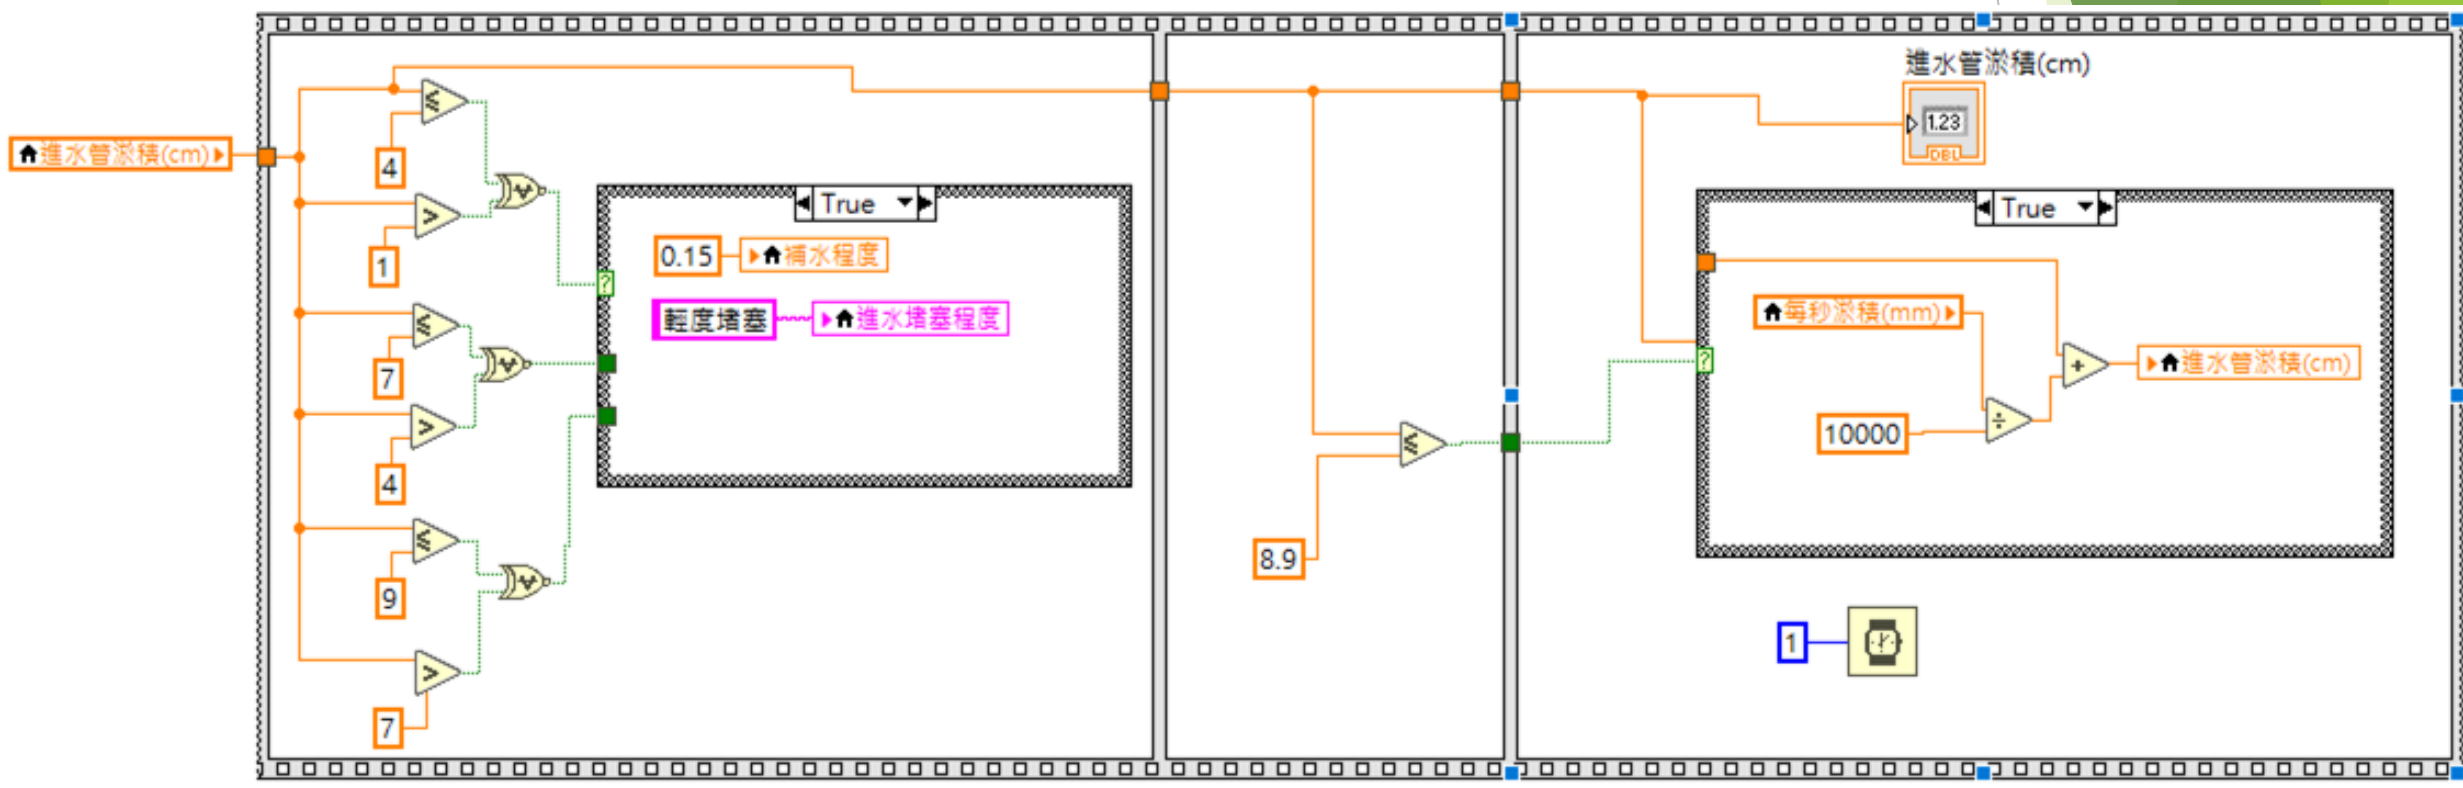 進水管淤積(cm)
4
1
7
4
9
7
True
0.15
補水程度
輕度堵塞
進水堵塞程度
8.9
進水管淤積(cm)
1.23
DBL
True
每秒淤積(mm)
10000
進水管淤積(cm)
1